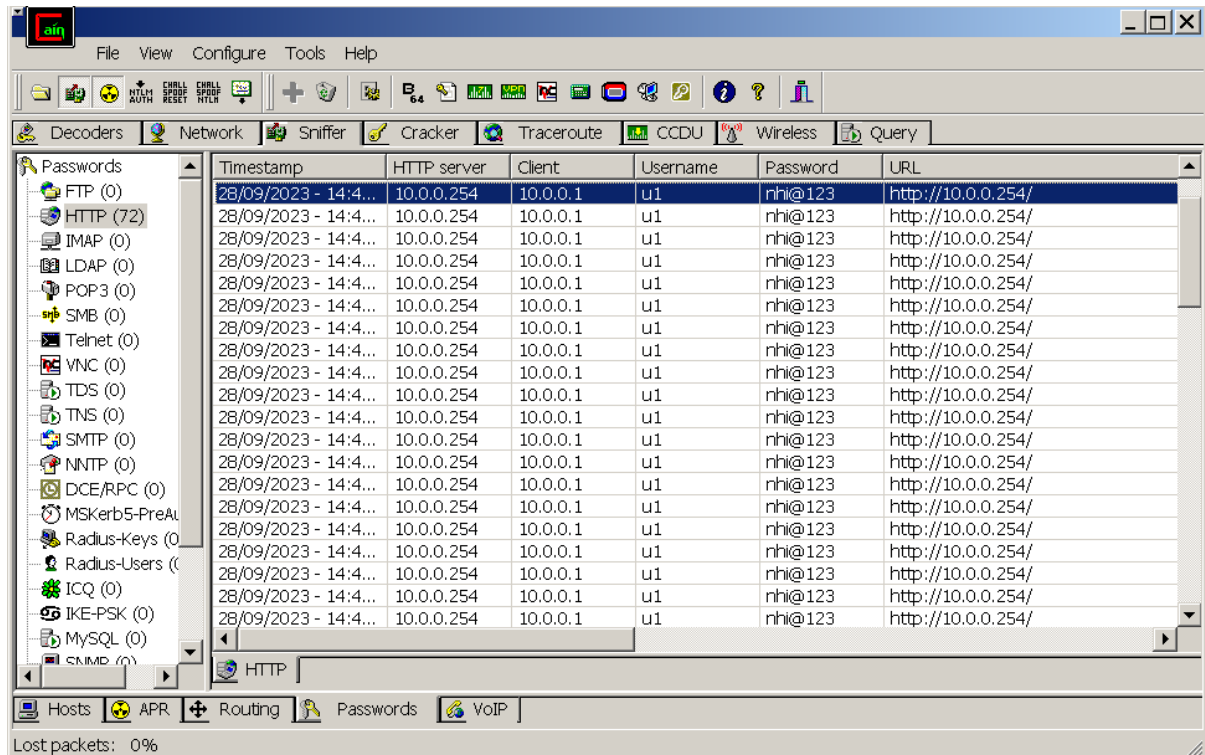 Caín
File View Configure Tools Help
NTLM AUTH CHALL SPOOF RESET CHALL SPOOF NTLM B64
Decoders Network Sniffer Cracker Traceroute CCDU Wireless Query
Passwords Timestamp HTTP server Client Username Password URL
FTP (0) 28/09/2023 - 14:4... 10.0.0.254 10.0.0.1 u1 nhi@123 http://10.0.0.254/
HTTP (72) 28/09/2023 - 14:4... 10.0.0.254 10.0.0.1 u1 nhi@123 http://10.0.0.254/
IMAP (0) 28/09/2023 - 14:4... 10.0.0.254 10.0.0.1 u1 nhi@123 http://10.0.0.254/
LDAP (0) 28/09/2023 - 14:4... 10.0.0.254 10.0.0.1 u1 nhi@123 http://10.0.0.254/
POP3 (0) 28/09/2023 - 14:4... 10.0.0.254 10.0.0.1 u1 nhi@123 http://10.0.0.254/
SMB (0) 28/09/2023 - 14:4... 10.0.0.254 10.0.0.1 u1 nhi@123 http://10.0.0.254/
Telnet (0) 28/09/2023 - 14:4... 10.0.0.254 10.0.0.1 u1 nhi@123 http://10.0.0.254/
VNC (0) 28/09/2023 - 14:4... 10.0.0.254 10.0.0.1 u1 nhi@123 http://10.0.0.254/
TDS (0) 28/09/2023 - 14:4... 10.0.0.254 10.0.0.1 u1 nhi@123 http://10.0.0.254/
28/09/2023 - 14:4... 10.0.0.254 10.0.0.1 u1 nhi@123 http://10.0.0.254/
TNS (0) 28/09/2023 - 14:4... 10.0.0.254 10.0.0.1 u1 nhi@123 http://10.0.0.254/
SMTP (0) 28/09/2023 - 14:4... 10.0.0.254 10.0.0.1 u1 nhi@123 http://10.0.0.254/
NNTP (0) 28/09/2023 - 14:4... 10.0.0.254 10.0.0.1 u1 nhi@123 http://10.0.0.254/
DCE/RPC (0) 28/09/2023 - 14:4... 10.0.0.254 10.0.0.1 u1 nhi@123 http://10.0.0.254/
MSKerb5-PreAu 28/09/2023 - 14:4... 10.0.0.254 10.0.0.1 u1 nhi@123 http://10.0.0.254/
Radius-Keys (0 28/09/2023 - 14:4... 10.0.0.254 10.0.0.1 u1 nhi@123 http://10.0.0.254/
Radius-Users (0 28/09/2023 - 14:4... 10.0.0.254 10.0.0.1 u1 nhi@123 http://10.0.0.254/
ICQ (0) 28/09/2023 - 14:4... 10.0.0.254 10.0.0.1 u1 nhi@123 http://10.0.0.254/
28/09/2023 - 14:4... 10.0.0.254 10.0.0.1 u1 nhi@123 http://10.0.0.254/
IKE-PSK (0) 28/09/2023 - 14:4... 10.0.0.254 10.0.0.1 u1 nhi@123 http://10.0.0.254/
MySQL (0)
SNMP (0)
HTTP
Hosts APR Routing Passwords VoIP
Lost packets: 0%